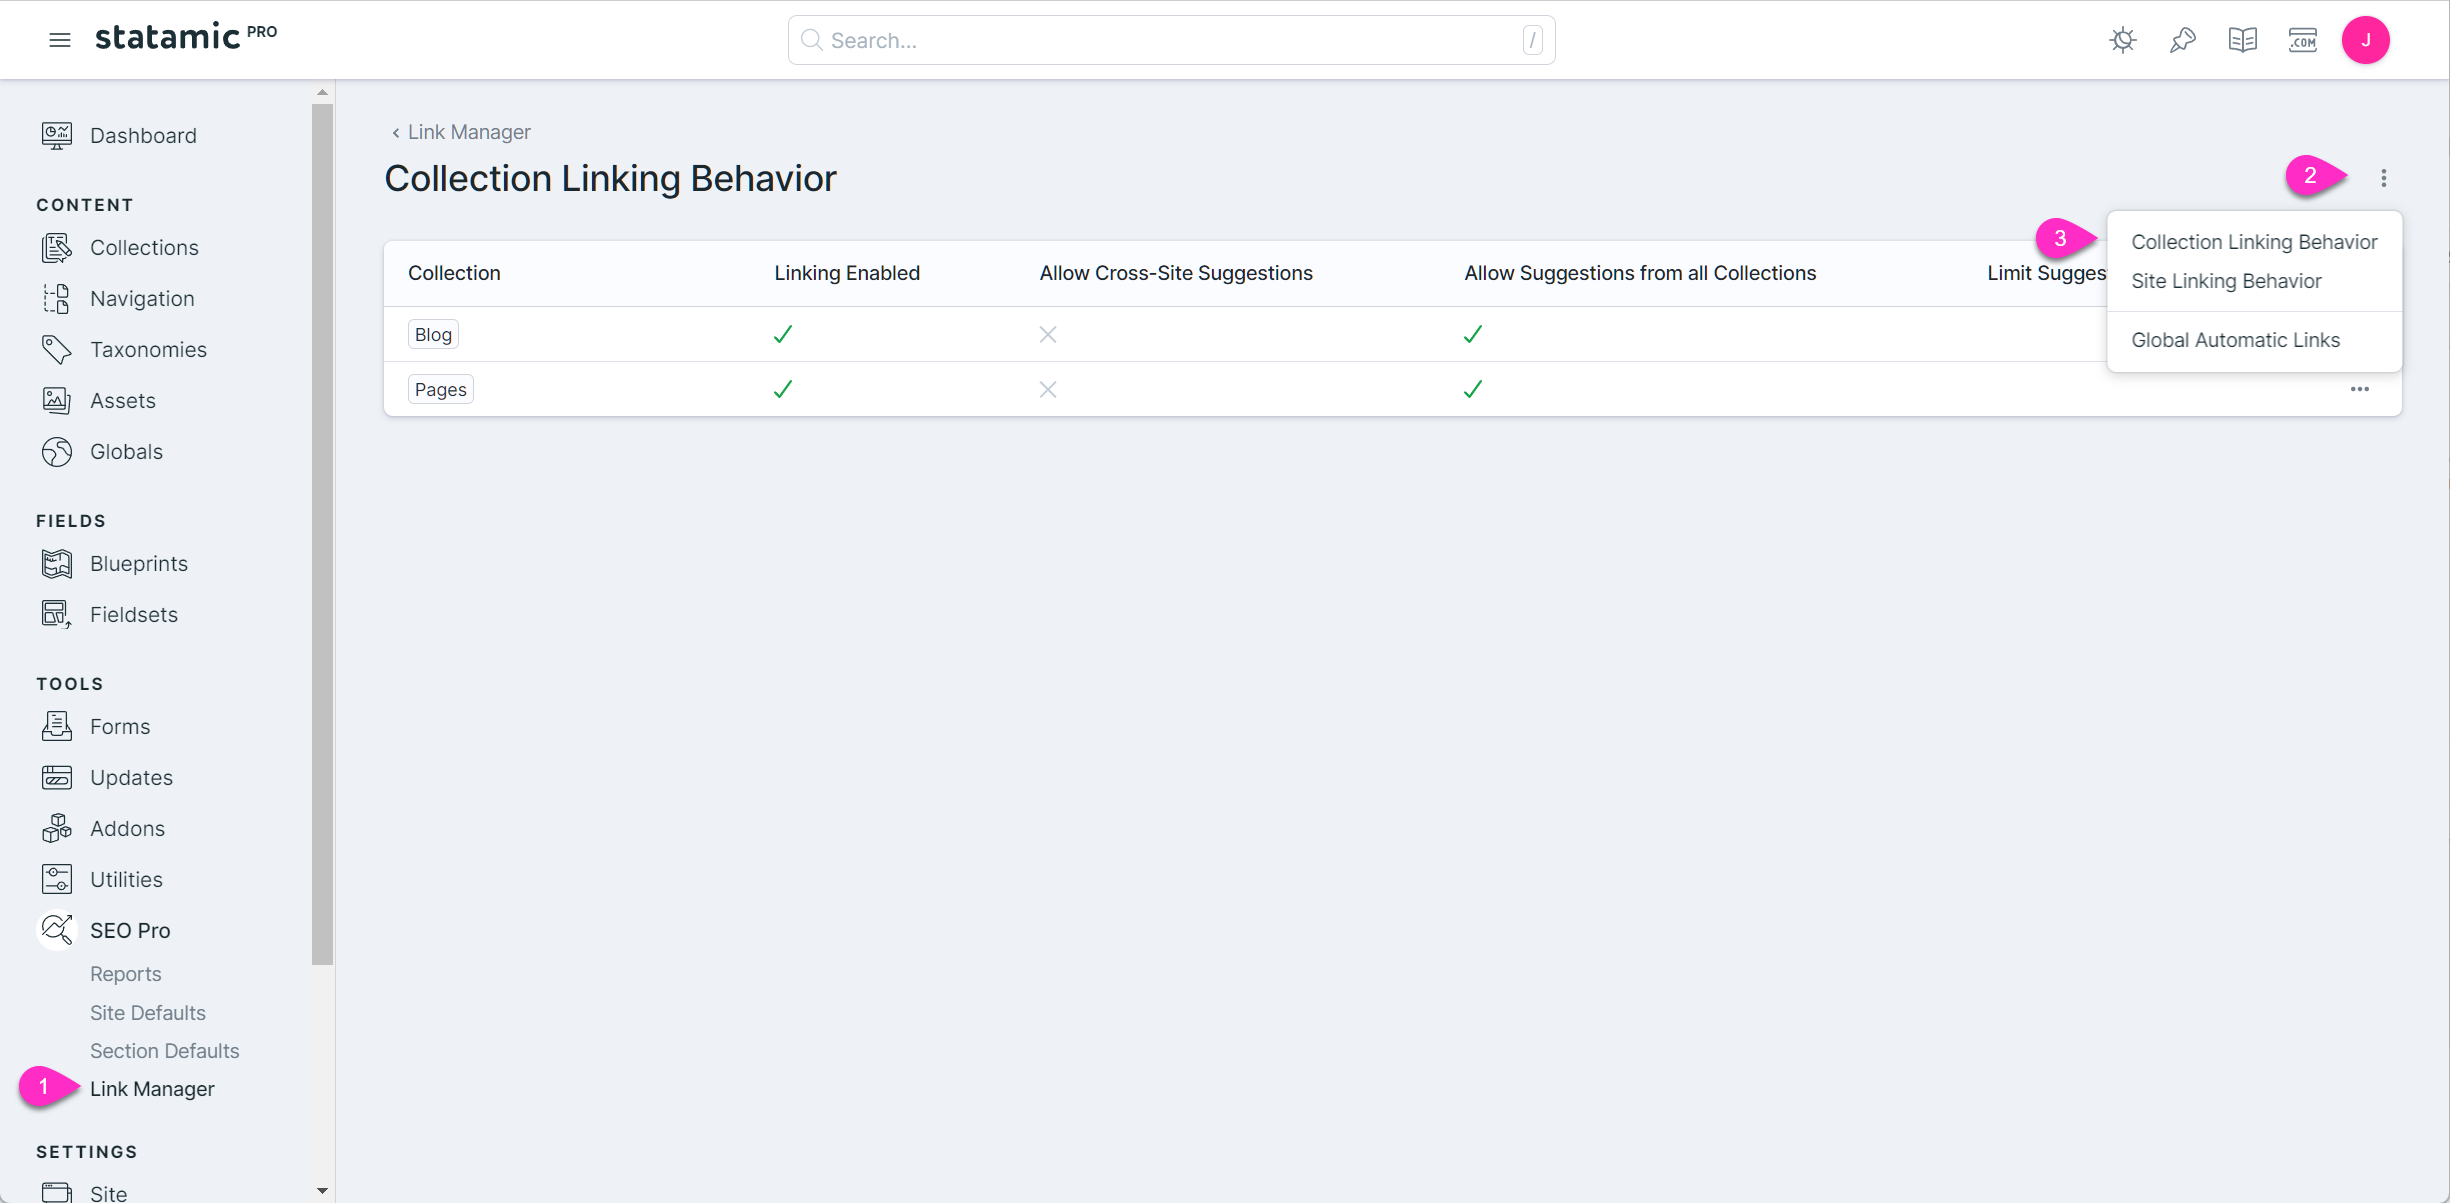 statamic PRO
Search...
/
.COM
J
Dashboard
CONTENT
Collections
Navigation
Taxonomies
Assets
Globals
FIELDS
Blueprints
Fieldsets
TOOLS
Forms
Updates
Addons
Utilities
SEO Pro
Reports
Site Defaults
Section Defaults
1 Link Manager
SETTINGS
Site
‹ Link Manager
Collection Linking Behavior
2
3
Collection Linking Behavior
Site Linking Behavior
Global Automatic Links
Collection Linking Enabled Allow Cross-Site Suggestions Allow Suggestions from all Collections Limit Sugges
Blog
Pages